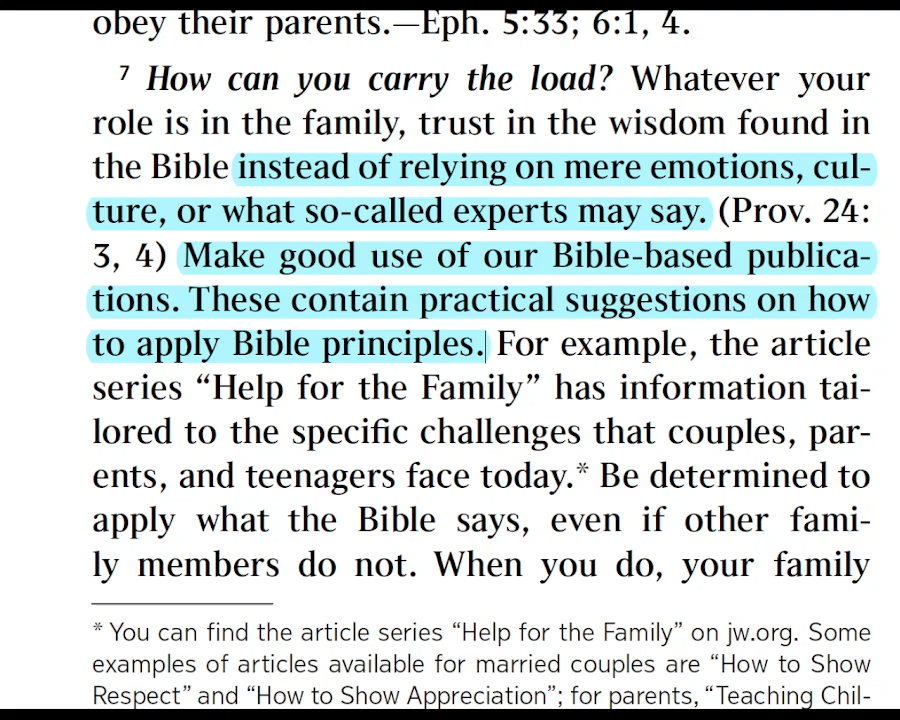 obey their parents.—Eph. 5:33; 6:1, 4.
7 How can you carry the load? Whatever your
role is in the family, trust in the wisdom found in
the Bible instead of relying on mere emotions, cul-
ture, or what so-called experts may say. (Prov. 24:
3, 4) Make good use of our Bible-based publica-
tions. These contain practical suggestions on how
to apply Bible principles. For example, the article
series “Help for the Family” has information tai-
lored to the specific challenges that couples, par-
ents, and teenagers face today.* Be determined to
apply what the Bible says, even if other fami-
ly members do not. When you do, your family
* You can find the article series “Help for the Family” on jw.org. Some
examples of articles available for married couples are “How to Show
Respect” and “How to Show Appreciation”; for parents, “Teaching Chil-